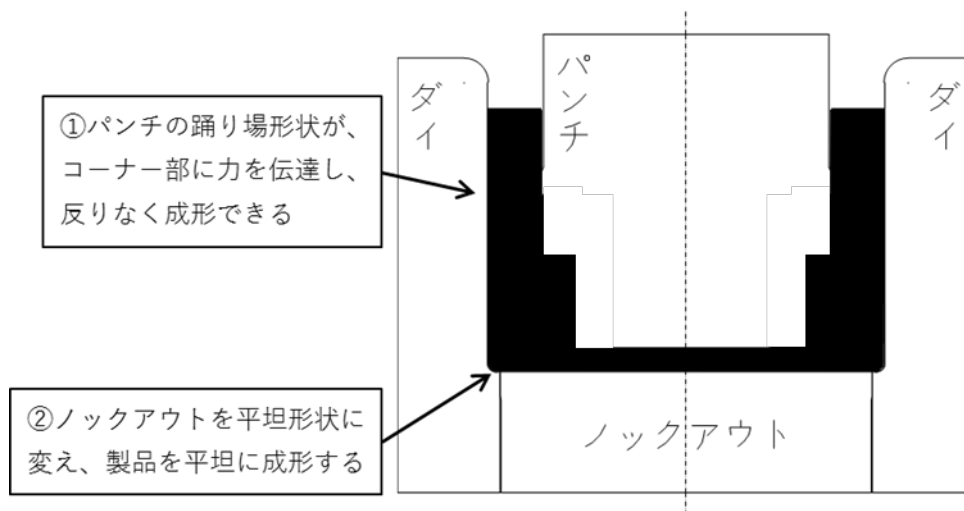 ダイ
パンチ
ダイ
①パンチの踊り場形状が、
コーナー部に力を伝達し、
反りなく成形できる
②ノックアウトを平坦形状に
変え、製品を平坦に成形する
ノックアウト